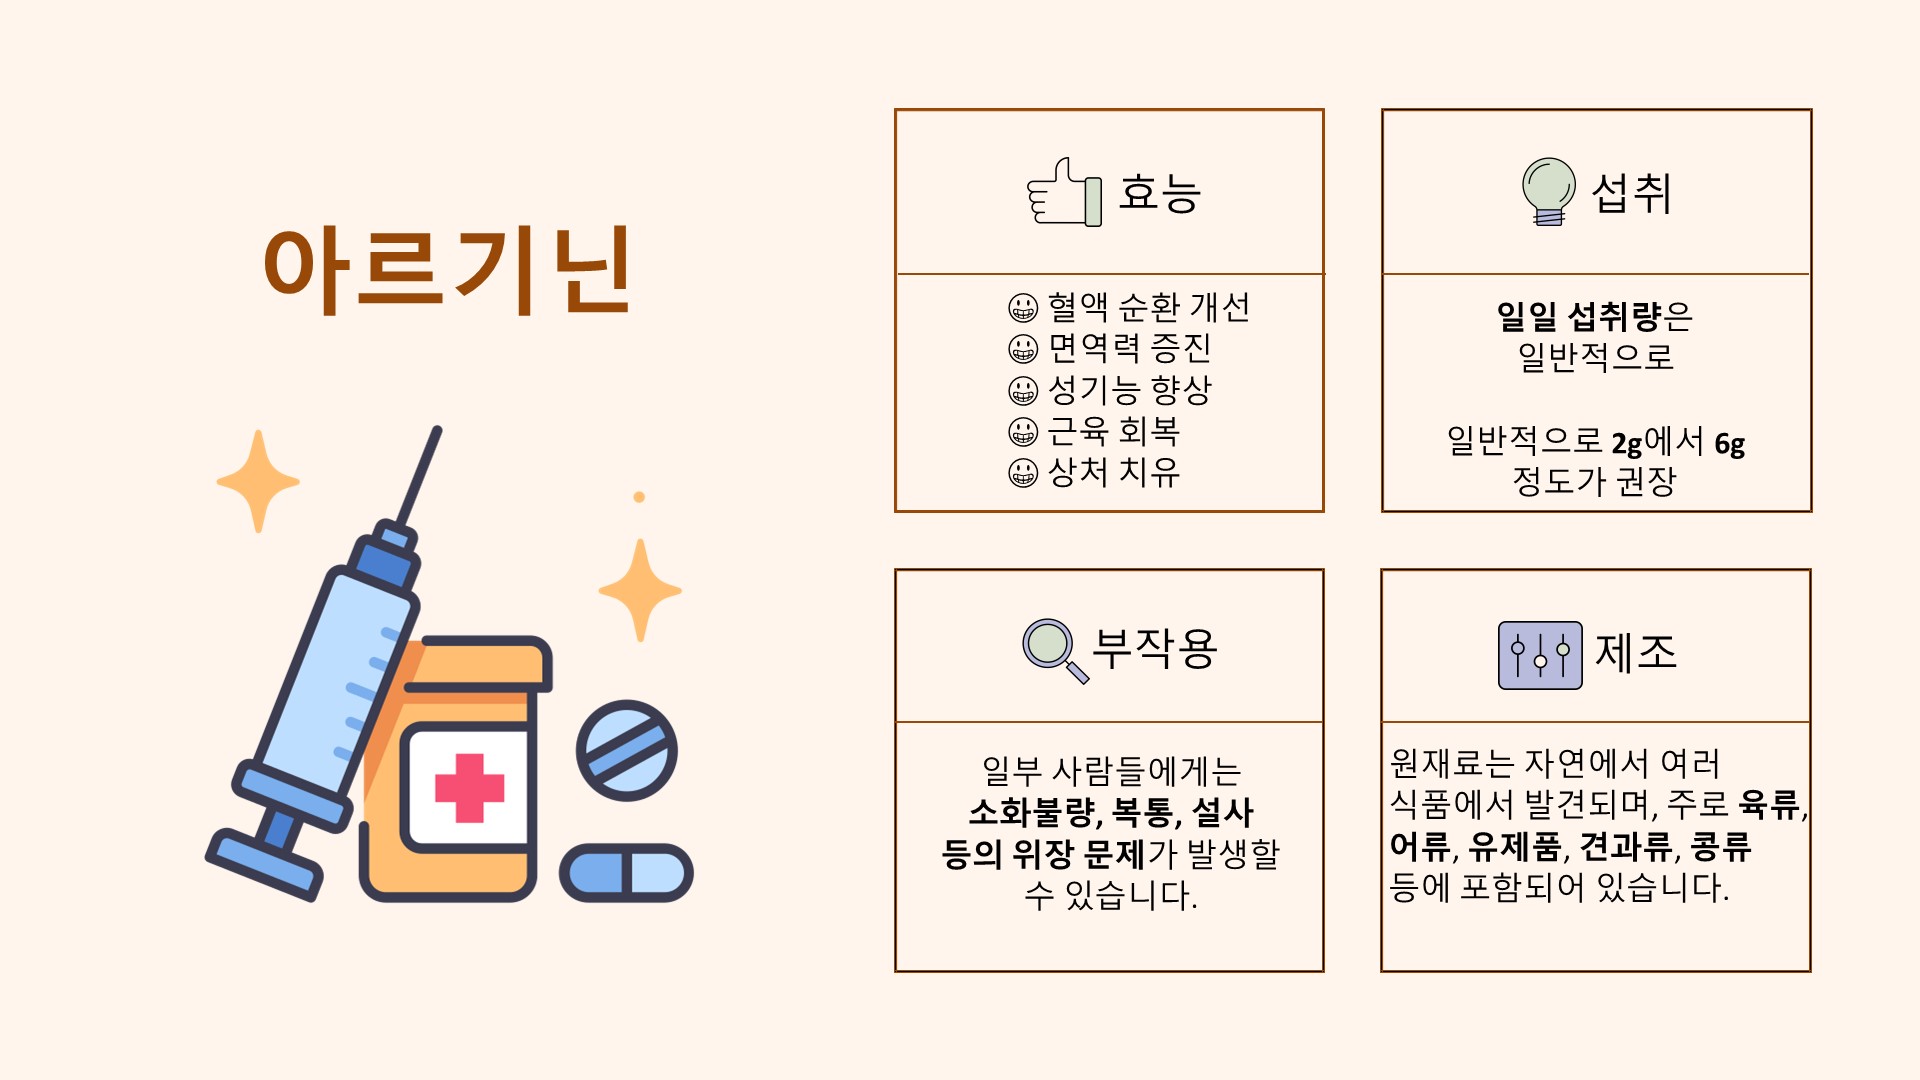 아르기닌
효능
😀 혈액 순환 개선
😀 면역력 증진
😀 성기능 향상
😀 근육 회복
😀 상처 치유
섭취
일일 섭취량은
일반적으로
일반적으로 2g에서 6g
정도가 권장
부작용
일부 사람들에게는
소화불량, 복통, 설사
등의 위장 문제가 발생할
수 있습니다.
제조
원재료는 자연에서 여러
식품에서 발견되며, 주로 육류,
어류, 유제품, 견과류, 콩류
등에 포함되어 있습니다.